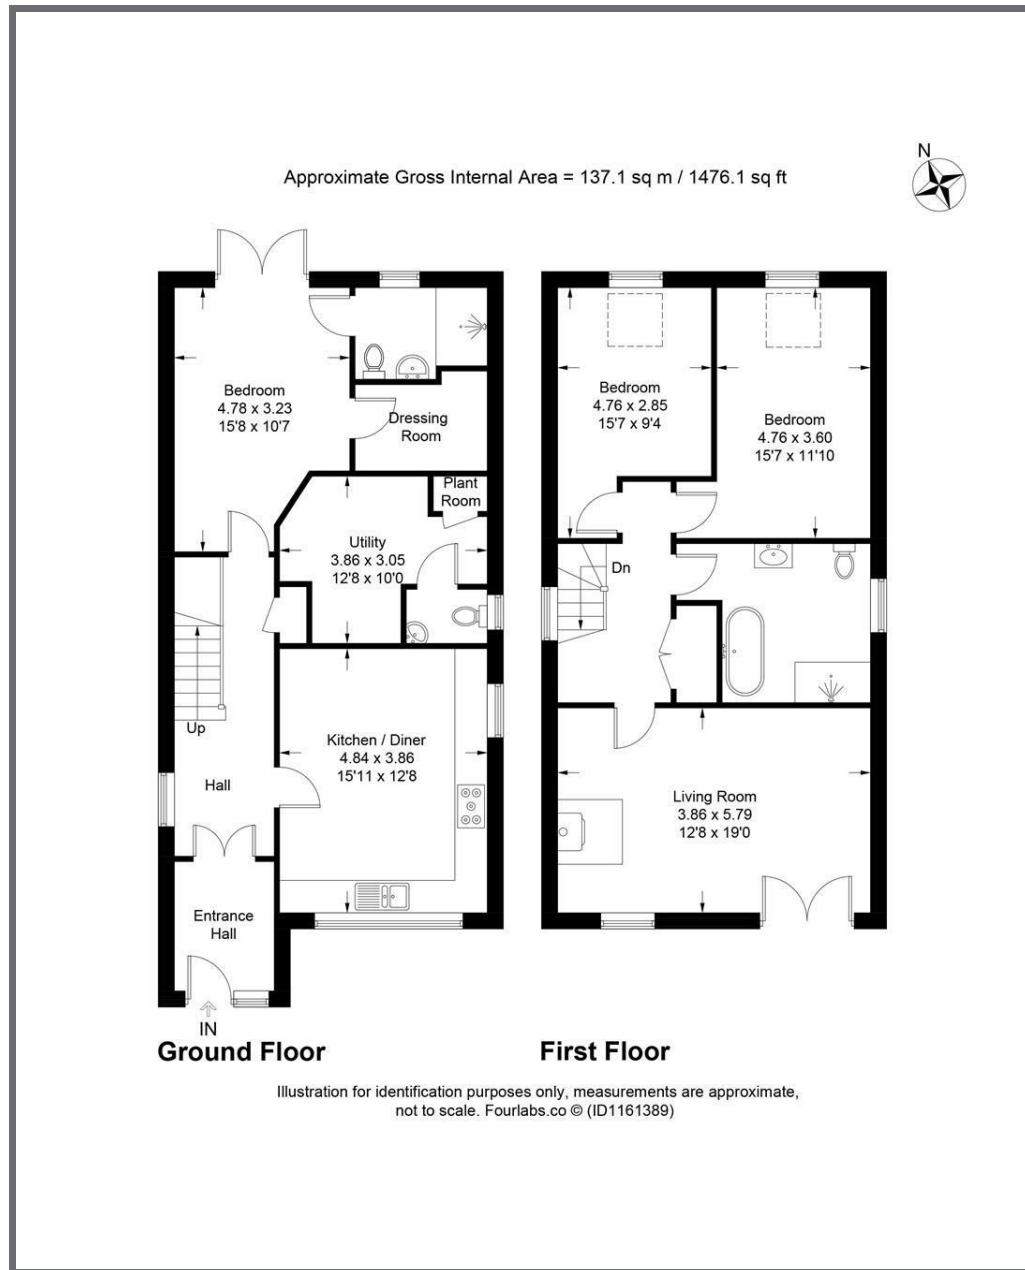 N
Approximate Gross Internal Area = 137.1 sq m / 1476.1 sq ft
Bedroom
4.78 x 3.23
15'8 x 10'7
Dressing
Room
Plant
Room
Utility
3.86 x 3.05
12'8 x 10'0
Up
Kitchen / Diner
4.84 x 3.86
15'11 x 12'8
Hall
Entrance
Hall
IN
Ground Floor
Bedroom
4.76 x 2.85
15'7 x 9'4
Bedroom
4.76 x 3.60
15'7 x 11'10
Dn
Living Room
3.86 x 5.79
12'8 x 19'0
First Floor
Illustration for identification purposes only, measurements are approximate,
not to scale. Fourlabs.co © (ID1161389)